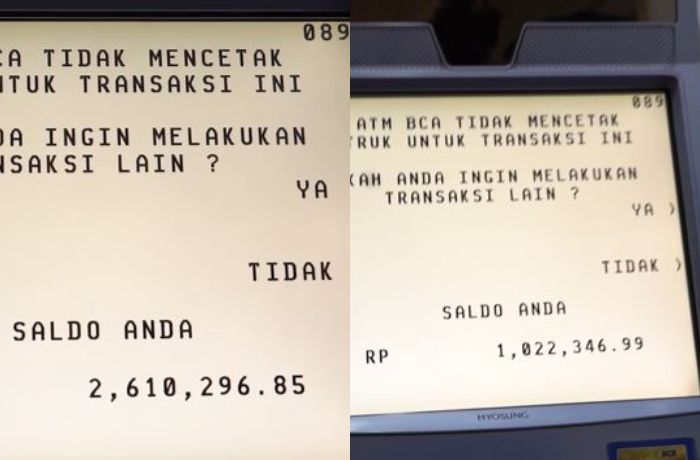 089
CA TIDAK MENCETAK
NTUK TRANSAKSI INI
DA INGIN MELAKUKAN
NSAKSI LAIN ?
YA
TIDAK
SALDO ANDA
2,610,296.85
089
ATM BCA TIDAK MENCETAK
TRUK UNTUK TRANSAKSI INI
KAH ANDA INGIN MELAKUKAN
TRANSAKSI LAIN ?
YA )
TIDAK )
SALDO ANDA
RP 1,022,346.99
HYOSUNG
BCA